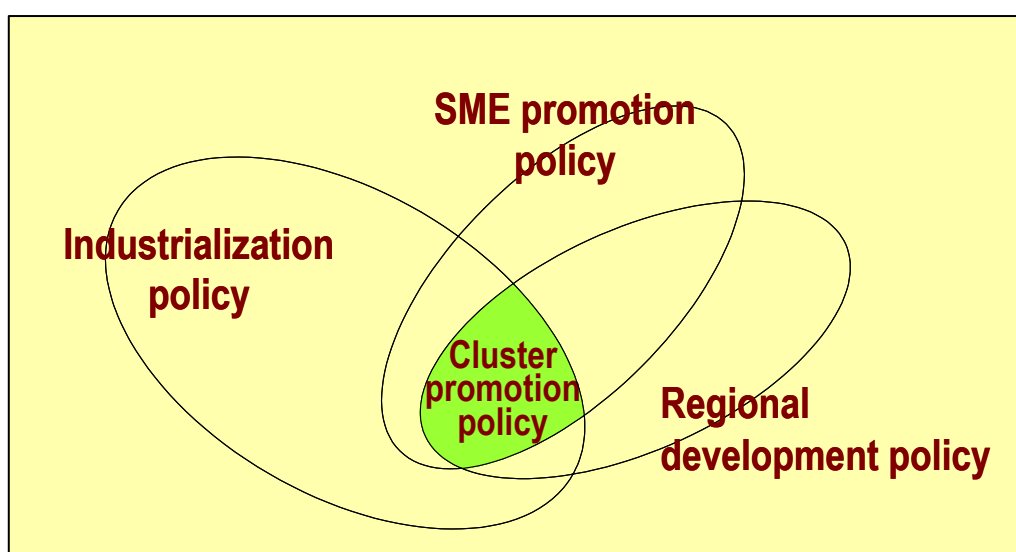 SME promotion
policy
Industrialization
policy
Cluster
promotion
policy
Regional
development policy